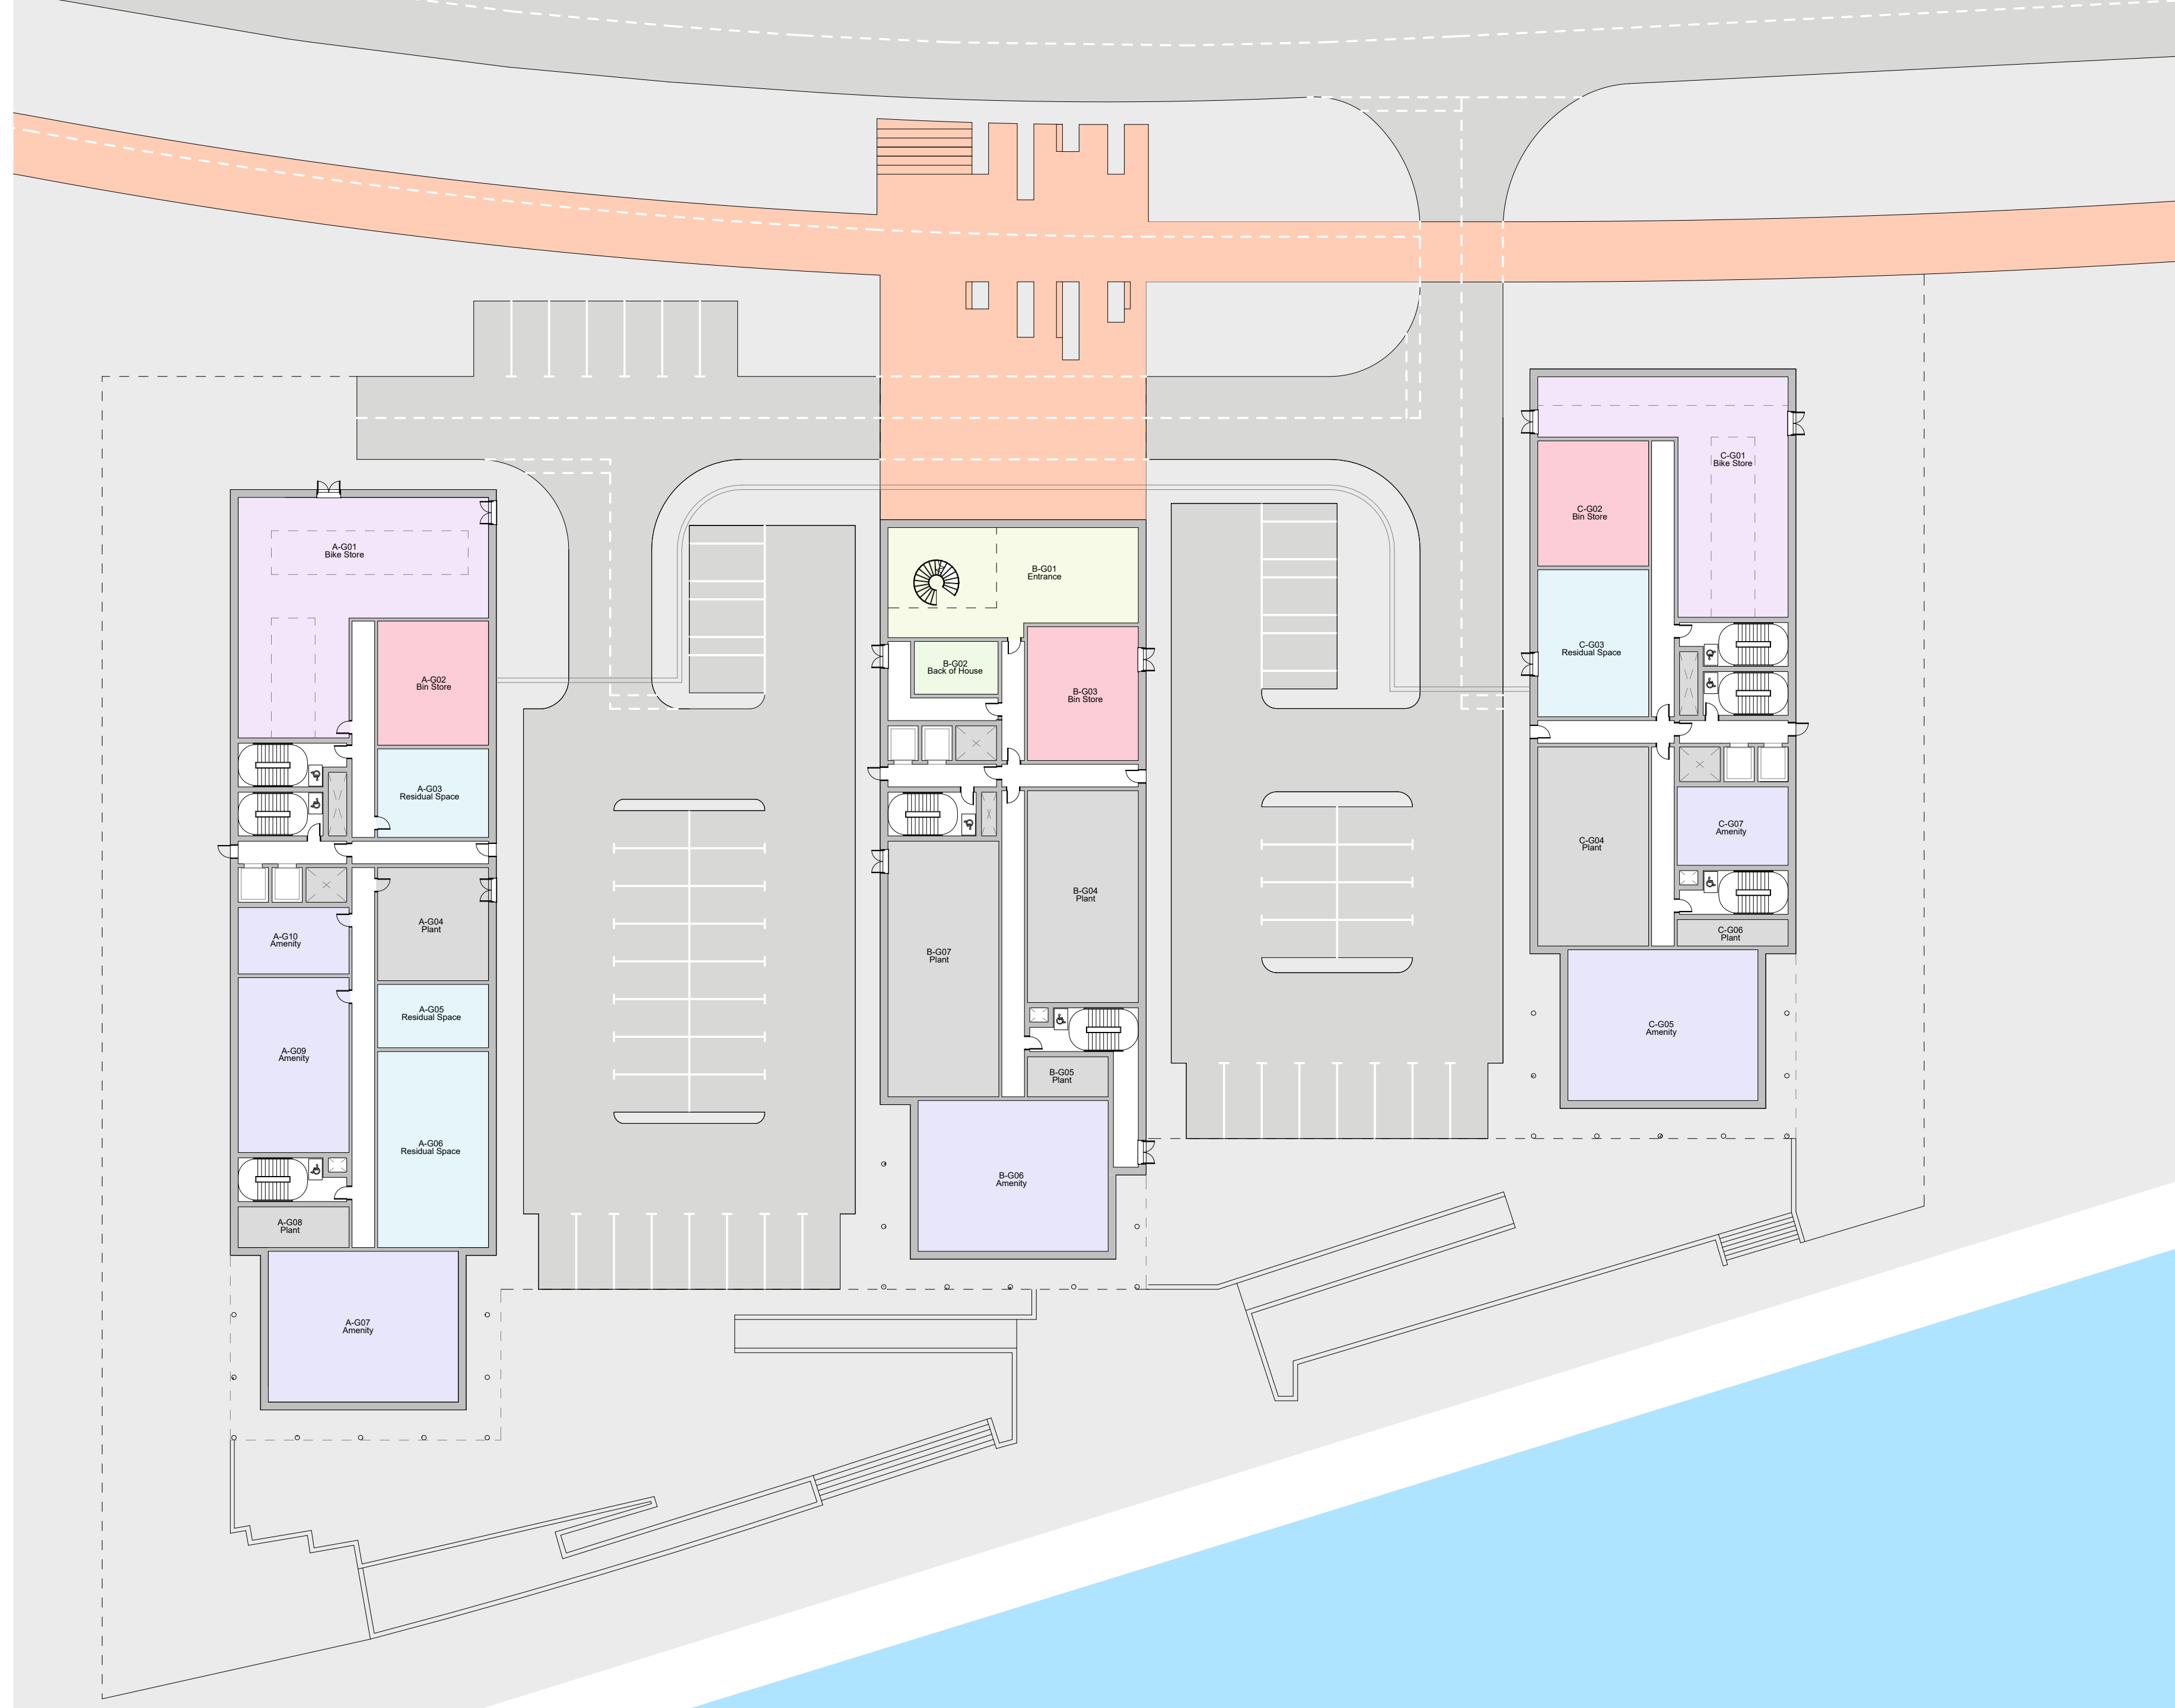 A-G01
Bike Store
A-G02
Bin Store
A-G03
Residual Space
A-G04
Plant
A-G05
Residual Space
A-G06
Residual Space
A-G07
Amenity
A-G08
Plant
A-G09
Amenity
A-G10
Amenity
B-G01
Entrance
B-G02
Back of House
B-G03
Bin Store
B-G04
Plant
B-G05
Plant
B-G06
Amenity
B-G07
Plant
C-G01
Bike Store
C-G02
Bin Store
C-G03
Residual Space
C-G04
Plant
C-G05
Amenity
C-G06
Plant
C-G07
Amenity